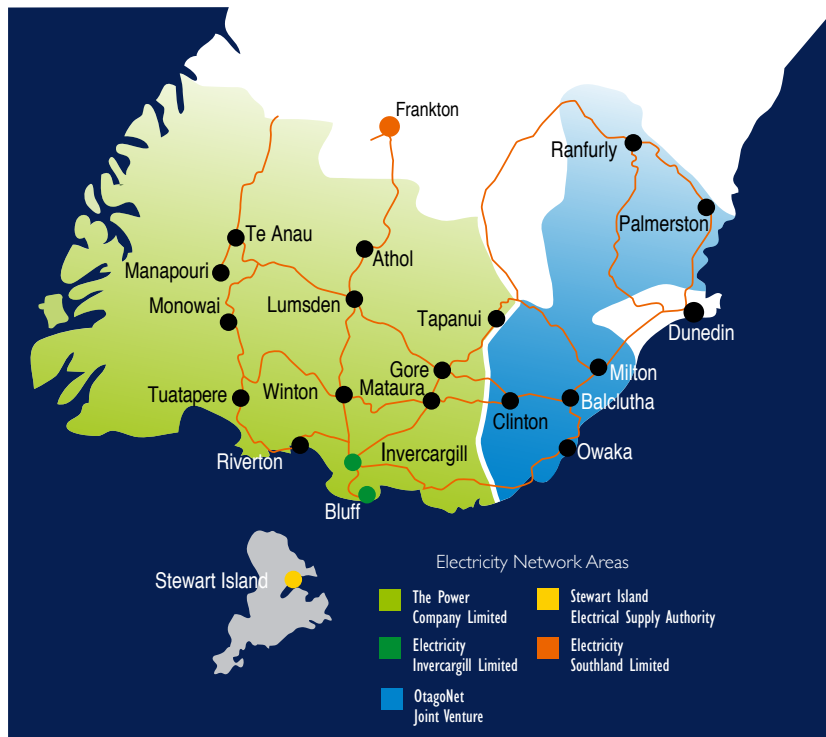 Frankton
Ranfurly
Palmerston
Te Anau
Athol
Manapouri
Monowai
Lumsden
Tapanui
Dunedin
Gore
Milton
Tuatapere
Winton
Mataura
Balclutha
Clinton
Riverton
Invercargill
Owaka
Bluff
Stewart Island
Electricity Network Areas
The Power
Company Limited
Stewart Island
Electrical Supply Authority
Electricity
Invercargill Limited
Electricity
Southland Limited
OtagoNet
Joint Venture